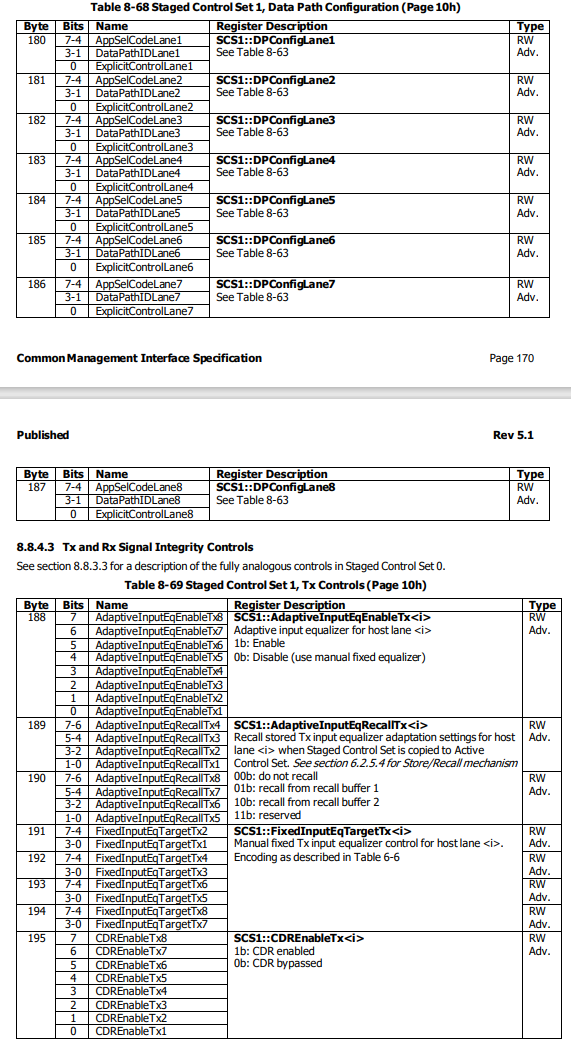 Table 8-68 Staged Control Set 1, Data Path Configuration (Page 10h)
Byte Bits Name Register Description Type
180 7-4 AppSelCodeLane1 SCS1::DPConfigLane1 RW
3-1 DataPathIDLane1 See Table 8-63 Adv.
0 ExplicitControlLane1
181 7-4 AppSelCodeLane2 SCS1::DPConfigLane2 RW
3-1 DataPathIDLane2 See Table 8-63 Adv.
0 ExplicitControlLane2
182 7-4 AppSelCodeLane3 SCS1::DPConfigLane3 RW
3-1 DataPathIDLane3 See Table 8-63 Adv.
0 ExplicitControlLane3
183 7-4 AppSelCodeLane4 SCS1::DPConfigLane4 RW
3-1 DataPathIDLane4 See Table 8-63 Adv.
0 ExplicitControlLane4
184 7-4 AppSelCodeLane5 SCS1::DPConfigLane5 RW
3-1 DataPathIDLane5 See Table 8-63 Adv.
0 ExplicitControlLane5
185 7-4 AppSelCodeLane6 SCS1::DPConfigLane6 RW
3-1 DataPathIDLane6 See Table 8-63 Adv.
0 ExplicitControlLane6
186 7-4 AppSelCodeLane7 SCS1::DPConfigLane7 RW
3-1 DataPathIDLane7 See Table 8-63 Adv.
0 ExplicitControlLane7
Common Management Interface Specification Page 170
Published Rev 5.1
Byte Bits Name Register Description Type
187 7-4 AppSelCodeLane8 SCS1::DPConfigLane8 RW
3-1 DataPathIDLane8 See Table 8-63 Adv.
0 ExplicitControlLane8
8.8.4.3 Tx and Rx Signal Integrity Controls
See section 8.8.3.3 for a description of the fully analogous controls in Staged Control Set 0.
Table 8-69 Staged Control Set 1, Tx Controls (Page 10h)
Byte Bits Name Register Description Type
188 7 AdaptiveInputEqEnableTx8 SCS1::AdaptiveInputEqEnableTx<i> RW
6 AdaptiveInputEqEnableTx7 Adaptive input equalizer for host lane <i> Adv.
5 AdaptiveInputEqEnableTx6 1b: Enable
4 AdaptiveInputEqEnableTx5 0b: Disable (use manual fixed equalizer)
3 AdaptiveInputEqEnableTx4
2 AdaptiveInputEqEnableTx3
1 AdaptiveInputEqEnableTx2
0 AdaptiveInputEqEnableTx1
189 7-6 AdaptiveInputEqRecallTx4 SCS1::AdaptiveInputEqRecallTx<i> RW
5-4 AdaptiveInputEqRecallTx3 Recall stored Tx input equalizer adaptation settings for host Adv.
3-2 AdaptiveInputEqRecallTx2 lane <i> when Staged Control Set is copied to Active
1-0 AdaptiveInputEqRecallTx1 Control Set. See section 6.2.5.4 for Store/Recall mechanism
190 7-6 AdaptiveInputEqRecallTx8 00b: do not recall RW
5-4 AdaptiveInputEqRecallTx7 01b: recall from recall buffer 1 Adv.
3-2 AdaptiveInputEqRecallTx6 10b: recall from recall buffer 2
1-0 AdaptiveInputEqRecallTx5 11b: reserved
191 7-4 FixedInputEqTargetTx2 SCS1::FixedInputEqTargetTx<i> RW
3-0 FixedInputEqTargetTx1 Manual fixed Tx input equalizer control for host lane <i>. Adv.
192 7-4 FixedInputEqTargetTx4 Encoding as described in Table 6-6 RW
3-0 FixedInputEqTargetTx3 Adv.
193 7-4 FixedInputEqTargetTx6 RW
3-0 FixedInputEqTargetTx5 Adv.
194 7-4 FixedInputEqTargetTx8 RW
3-0 FixedInputEqTargetTx7 Adv.
195 7 CDREnableTx8 SCS1::CDREnableTx<i> RW
6 CDREnableTx7 1b: CDR enabled Adv.
5 CDREnableTx6 0b: CDR bypassed
4 CDREnableTx5
3 CDREnableTx4
2 CDREnableTx3
1 CDREnableTx2
0 CDREnableTx1